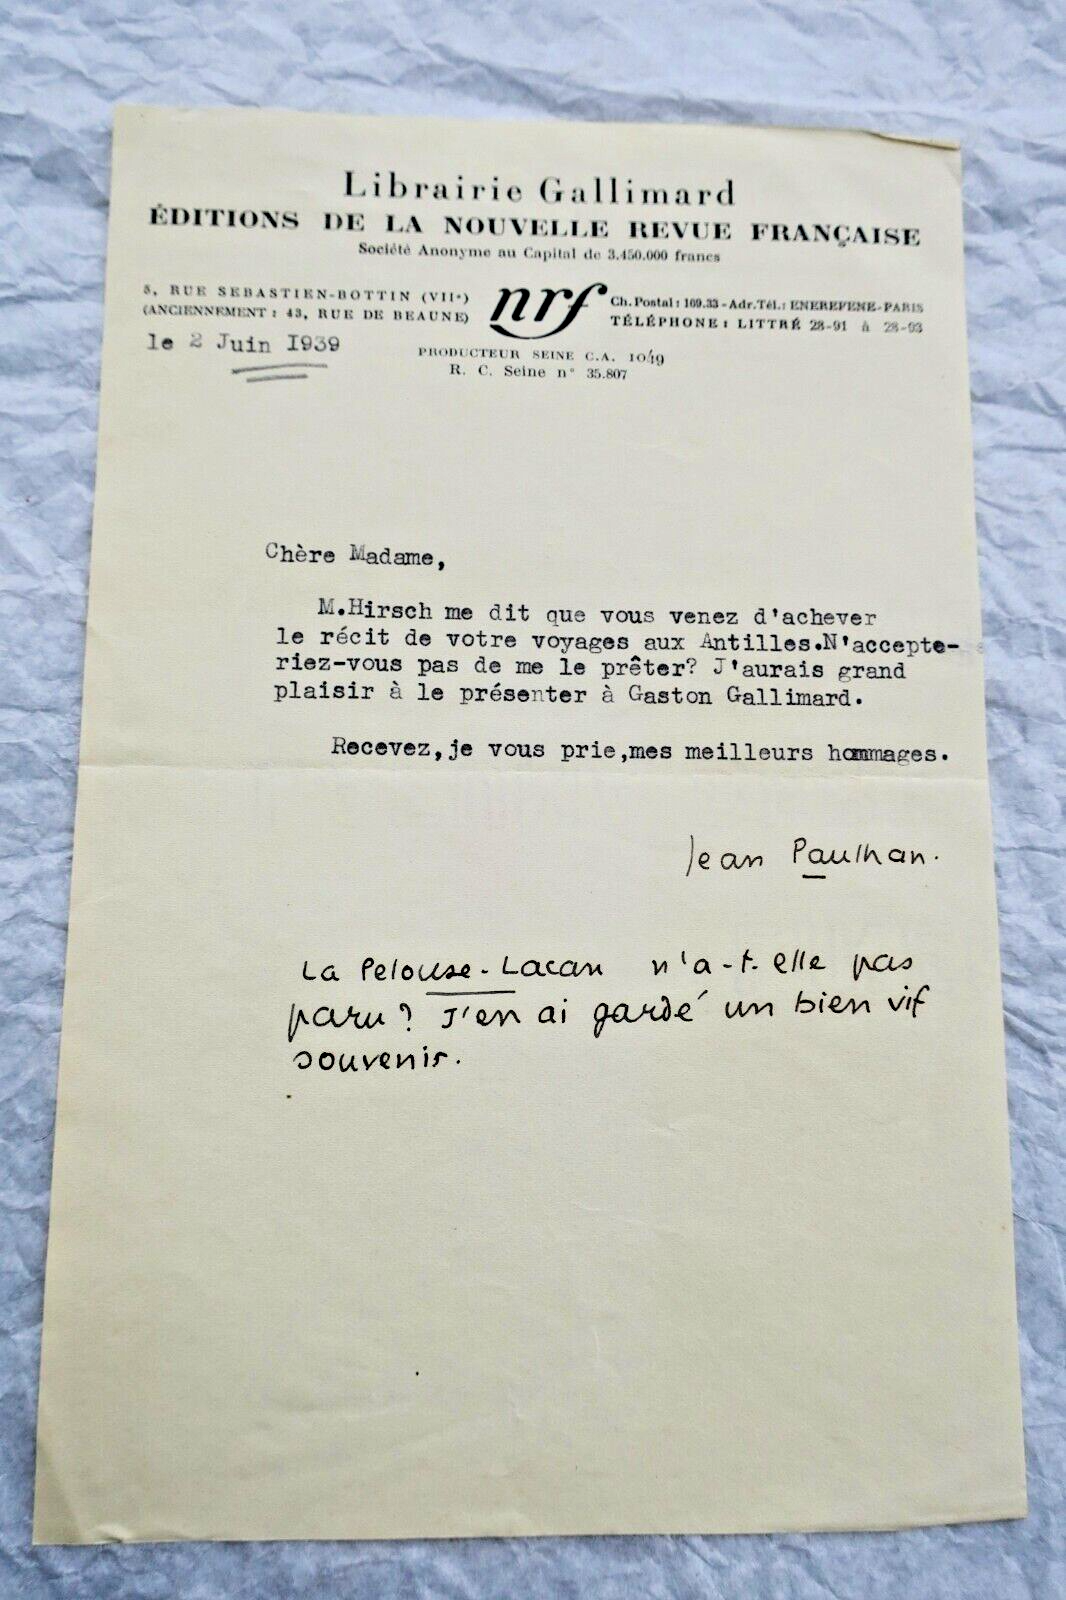 Librairie Gallimard
ÉDITIONS DE LA NOUVELLE REVUE FRANÇAISE
Société Anonyme au Capital de 3.450.000 francs
5, RUE SEBASTIEN-BOTTIN (VIIe)
(ANCIENNEMENT : 43, RUE DE BEAUNE)
nrf
Ch. Postal : 169.33 - Adr. Tél. : ENEREFENE-PARIS
TÉLÉPHONE : LITTRÉ 28-91 à 28-93
le 2 Juin 1939
PRODUCTEUR SEINE C.A. 1049
R. C. Seine n° 35.807
Chère Madame,
M.Hirsch me dit que vous venez d'achever
le récit de votre voyages aux Antilles.N'accepte-
riez-vous pas de me le prêter? J'aurais grand
plaisir à le présenter à Gaston Gallimard.
Recevez,je vous prie,mes meilleurs hommages.
Jean Paulhan.
La Pelouse-Lacan n'a-t-elle pas
paru? J'en ai gardé un bien vif
souvenir.